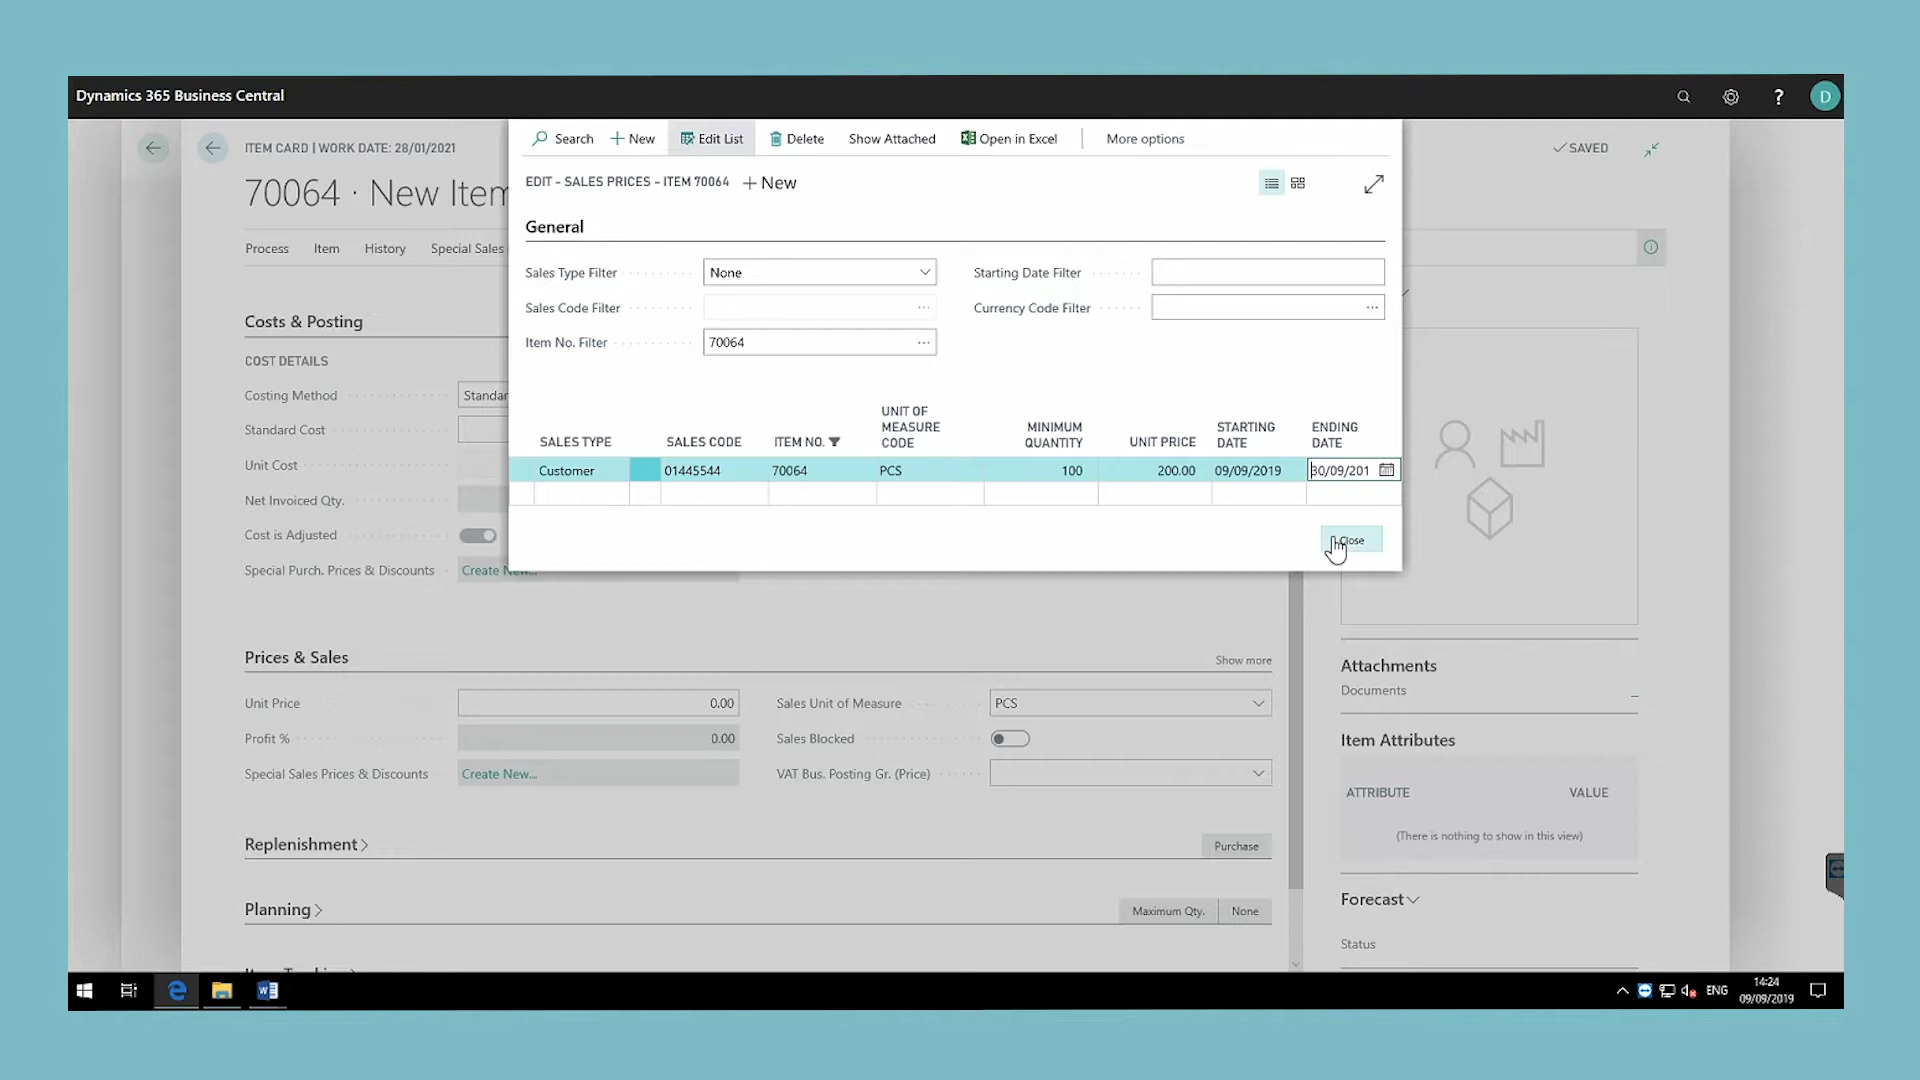 Dynamics 365 Business Central
?
D
ITEM CARD | WORK DATE: 28/01/2021
SAVED
70064 · New Item
Process
Item
History
Special Sales
Search
New
Edit List
Delete
Show Attached
Open in Excel
More options
EDIT - SALES PRICES - ITEM 70064
New
General
Sales Type Filter
None
Starting Date Filter
Sales Code Filter
Currency Code Filter
Item No. Filter
70064
SALES TYPE
SALES CODE
ITEM NO.
UNIT OF MEASURE CODE
MINIMUM QUANTITY
UNIT PRICE
STARTING DATE
ENDING DATE
Customer
01445544
70064
PCS
100
200.00
09/09/2019
30/09/201
Close
Costs & Posting
COST DETAILS
Costing Method
Standar
Standard Cost
Unit Cost
Net Invoiced Qty.
Cost is Adjusted
Special Purch. Prices & Discounts
Create New...
Prices & Sales
Show more
Unit Price
0.00
Sales Unit of Measure
PCS
Profit %
0.00
Sales Blocked
Special Sales Prices & Discounts
Create New...
VAT Bus. Posting Gr. (Price)
Replenishment
Purchase
Planning
Maximum Qty.
None
Attachments
Documents
Item Attributes
ATTRIBUTE
VALUE
(There is nothing to show in this view)
Forecast
Status
ENG
14:24
09/09/2019